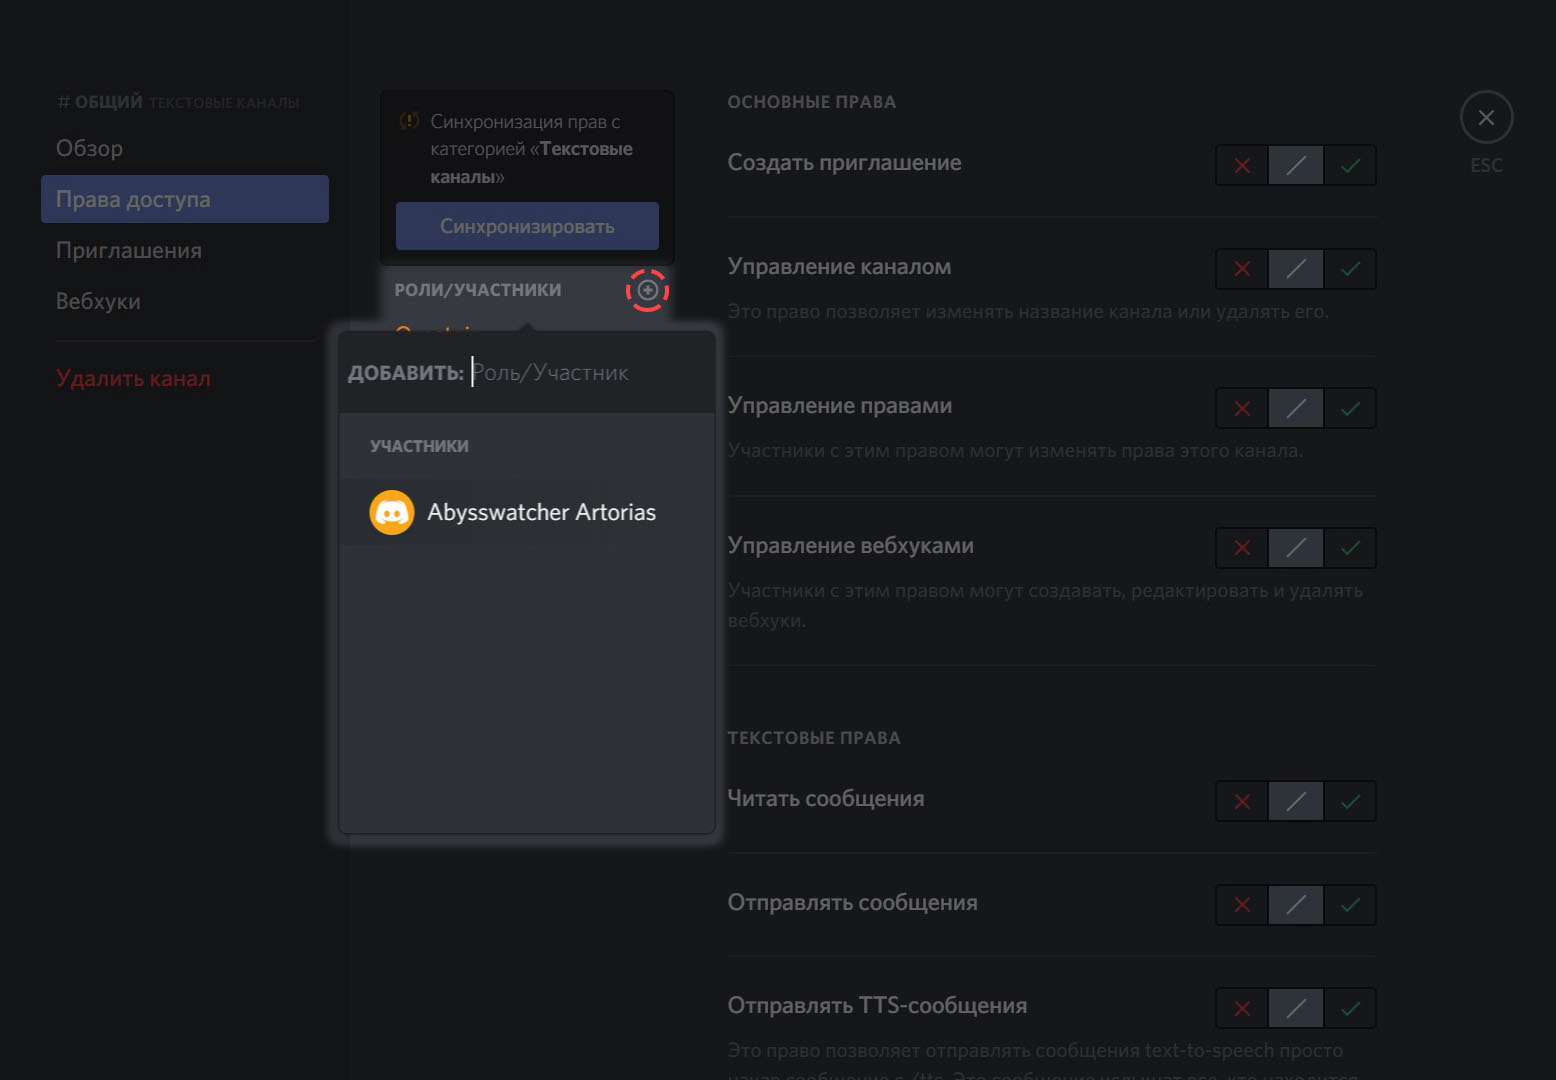 # ОБЩИЙ ТЕКСТОВЫЕ КАНАЛЫ
Обзор
Права доступа
Приглашения
Вебхуки
Удалить канал
Синхронизация прав с
категорией «Текстовые
каналы»
Синхронизировать
РОЛИ/УЧАСТНИКИ
ДОБАВИТЬ: Роль/Участник
УЧАСТНИКИ
Abysswatcher Artorias
ОСНОВНЫЕ ПРАВА
Создать приглашение
Управление каналом
Это право позволяет изменять название канала или удалять его.
Управление правами
Участники с этим правом могут изменять права этого канала.
Управление вебхуками
Участники с этим правом могут создавать, редактировать и удалять
вебхуки.
ТЕКСТОВЫЕ ПРАВА
Читать сообщения
Отправлять сообщения
Отправлять TTS-сообщения
Это право позволяет отправлять сообщения text-to-speech просто
ESC